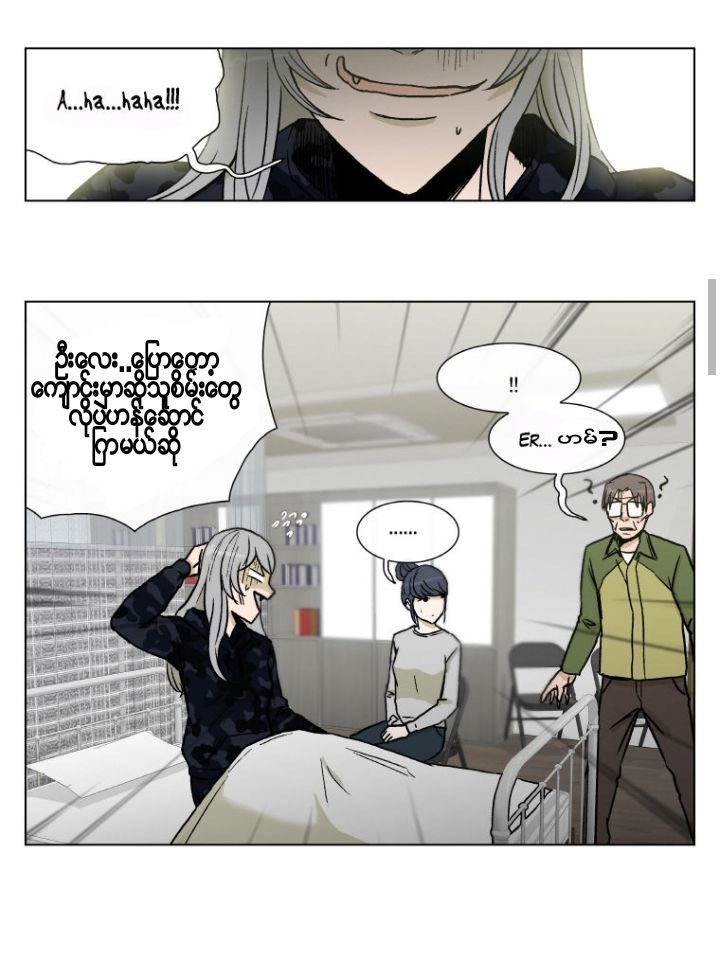 A...ha...haha!!!
ဦးလေး..ပြောတော့
ကျောင်းမှာဆိုသူစိမ်းတွေ
လိုပဲဟန်ဆောင်
ကြမယ်ဆို
!!
ER... ဟမ်?
?
?
......